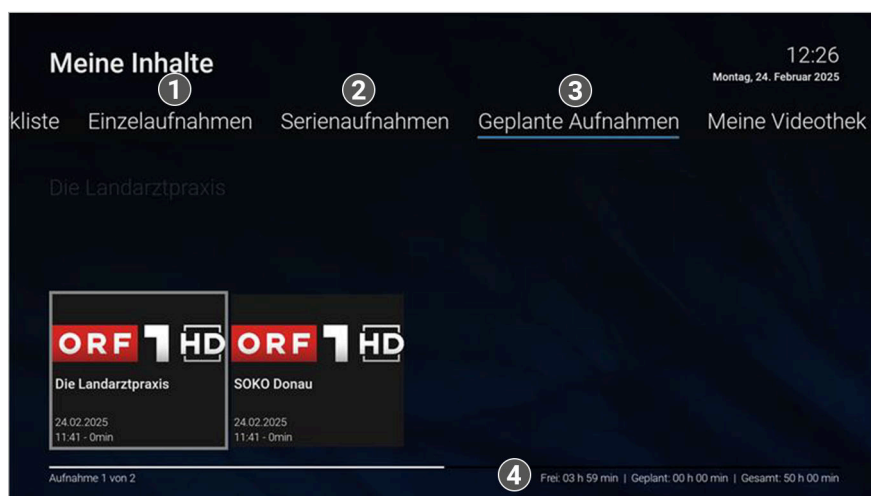 Meine Inhalte
12:26
Montag, 24. Februar 2025
1
2
3
kliste Einzelaufnahmen Serienaufnahmen Geplante Aufnahmen Meine Videothek
Die Landarztpraxis
ORF 1 HD ORF 1 HD
Die Landarztpraxis SOKO Donau
24.02.2025 24.02.2025
11:41 - 0min 11:41 - 0min
Aufnahme 1 von 2
4
Frei: 03 h 59 min | Geplant: 00 h 00 min | Gesamt: 50 h 00 min